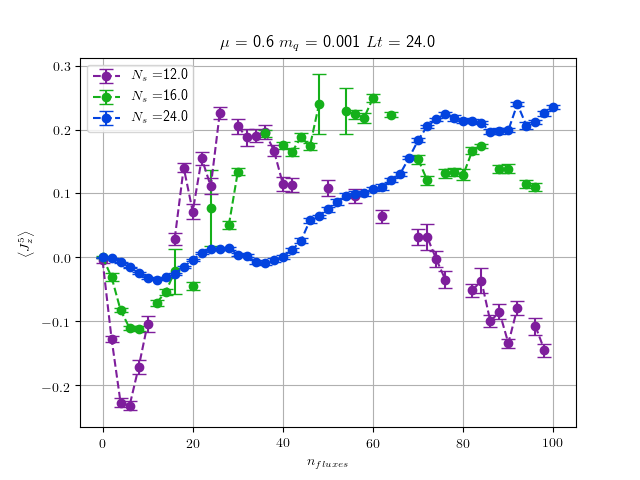 μ = 0.6 m_q = 0.001 Lt = 24.0
N_s =12.0
N_s =16.0
N_s =24.0
0.3
0.2
0.1
0.0
−0.1
−0.2
⟨J_z^5⟩
0 20 40 60 80 100
n_fluxes